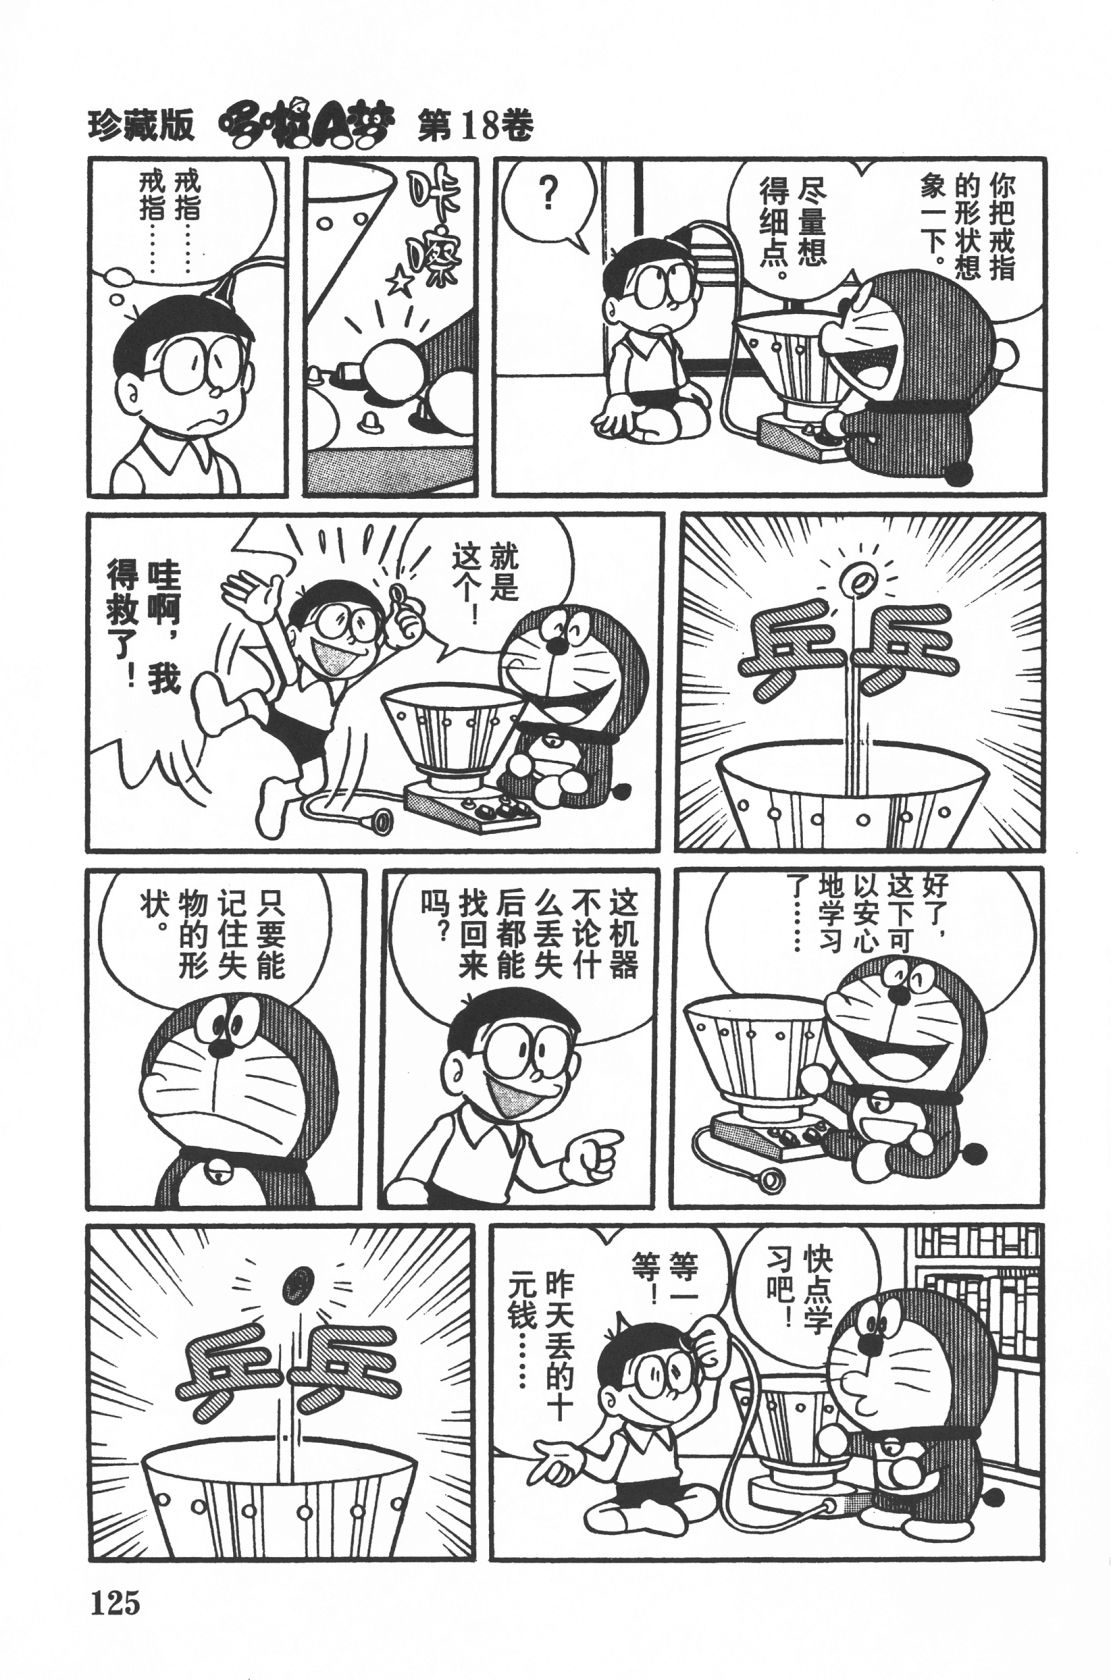 珍藏版 哆啦A梦 第18卷
你把戒指
的形状想
象一下。
尽量想
得细点。
?
咔嚓
戒指……
戒指……
乒乒
就是
这个!
哇啊,我
得救了!
好了,
这下可
以安心
地学习
了……
这机器
不论什
么丢失
后都能
找回来
吗?
只要能
记住失
物的形
状。
快点学
习吧!
等一
等!
昨天丢的十
元钱……
乒乒
125